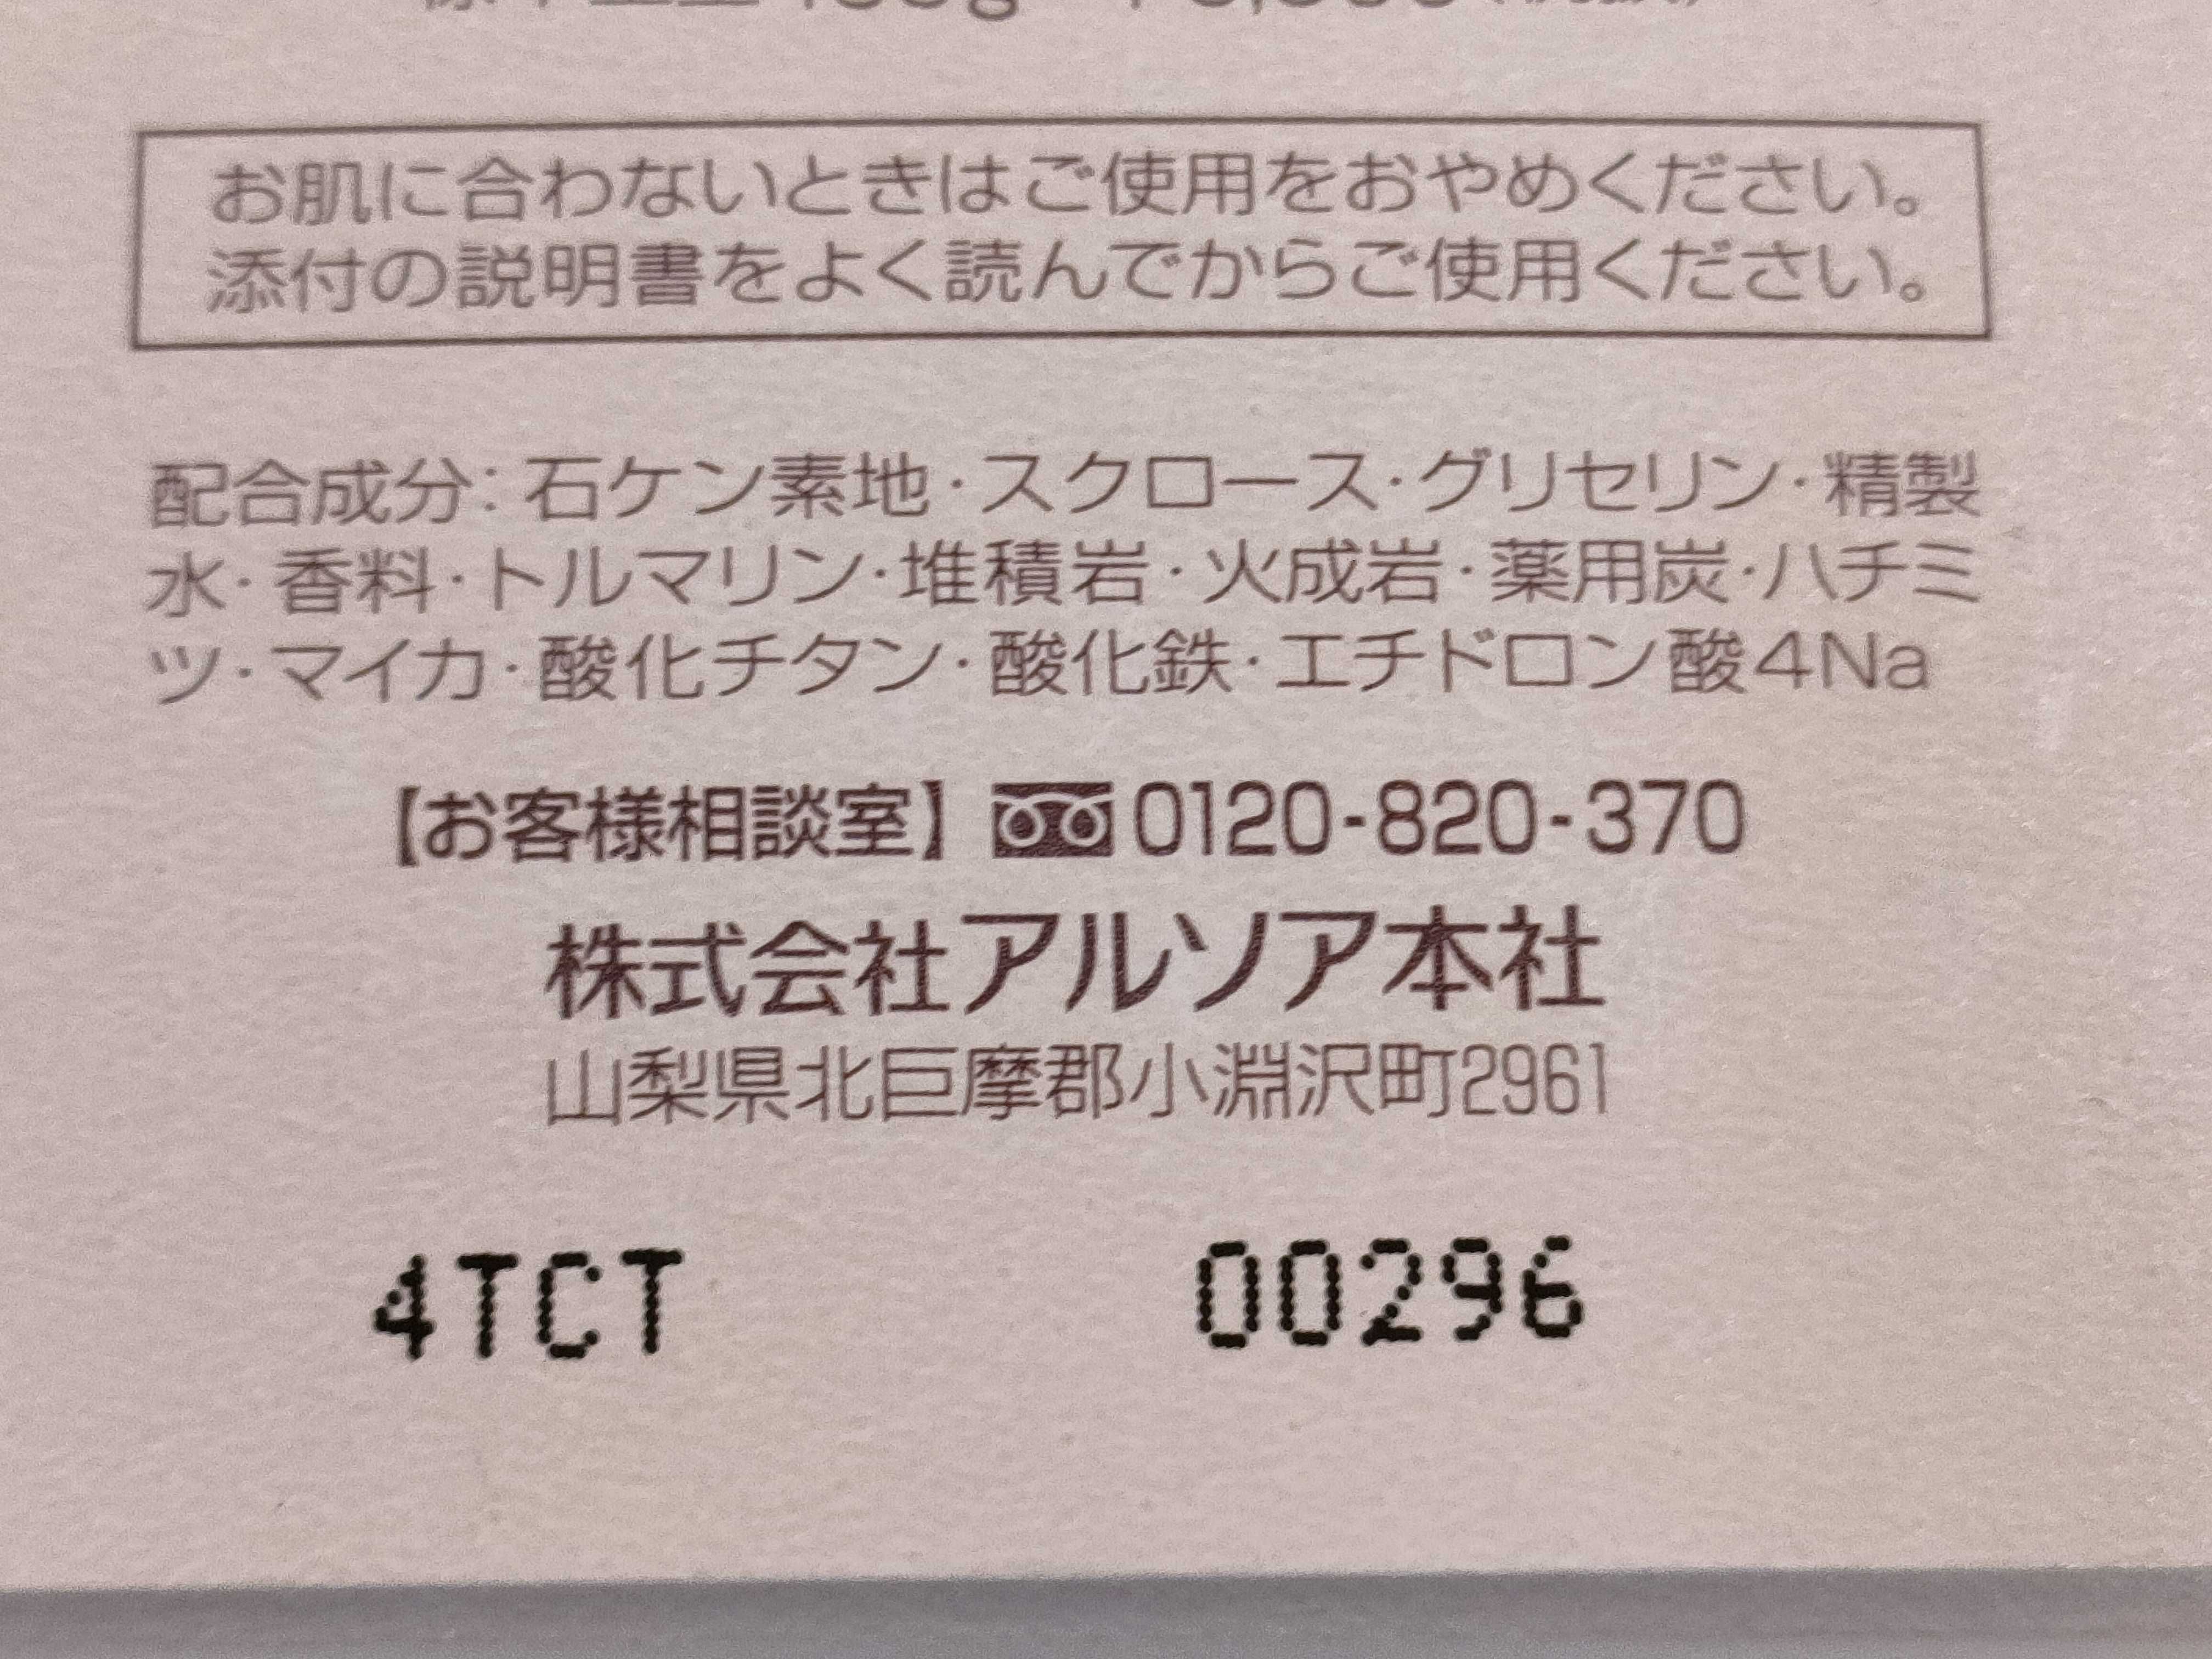 お肌に合わないときはご使用をおやめください。
添付の説明書をよく読んでからご使用ください。
配合成分:石ケン素地・スクロース・グリセリン・精製
水・香料・トルマリン・堆積岩・火成岩・薬用炭・ハチミ
ツ・マイカ・酸化チタン・酸化鉄・エチドロン酸4Na
【お客様相談室】0120-820-370
株式会社アルソア本社
山梨県北巨摩郡小淵沢町2961
4TCT 00296